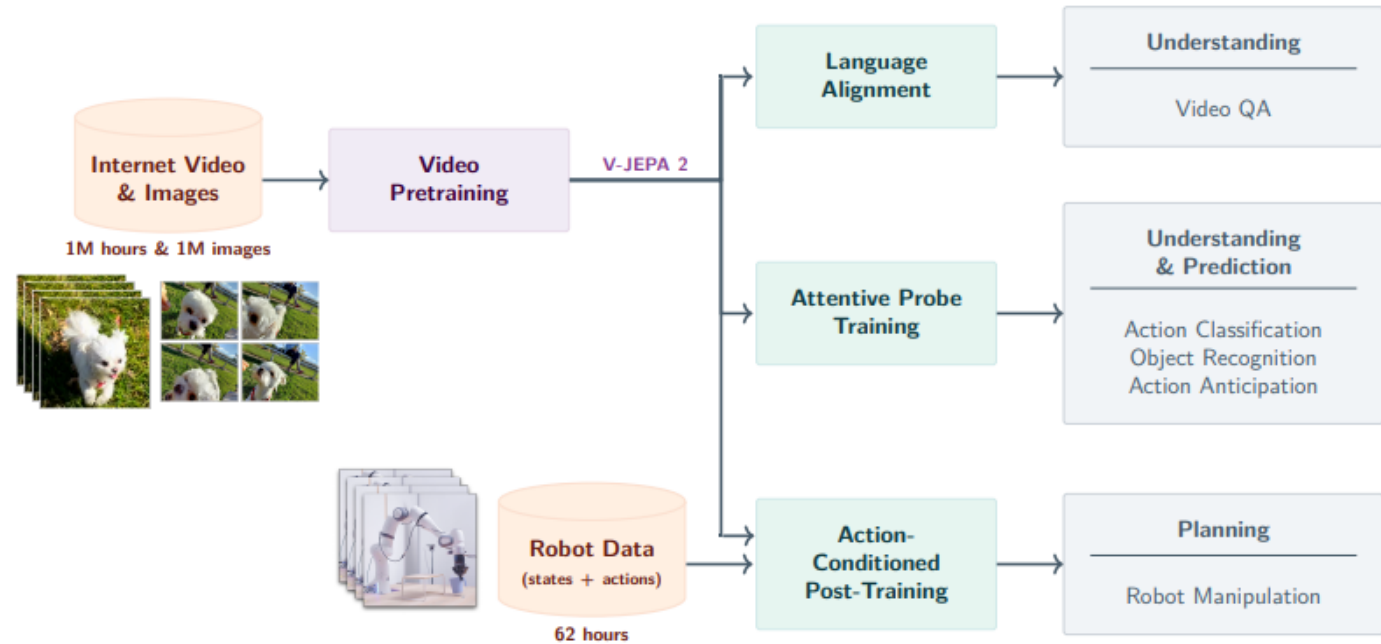 Internet Video
& Images
1M hours & 1M images
Video
Pretraining
V-JEPA 2
Language
Alignment
Understanding
Video QA
Attentive Probe
Training
Understanding
& Prediction
Action Classification
Object Recognition
Action Anticipation
Robot Data
(states + actions)
62 hours
Action-
Conditioned
Post-Training
Planning
Robot Manipulation